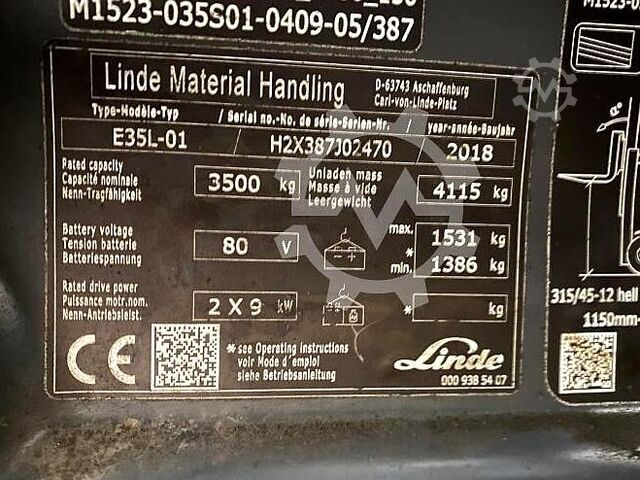 M1523-035S01-0409-05/387
Linde Material Handling
D-63743 Aschaffenburg
Carl-von-Linde-Platz
Type-Modèle-Typ / Serial no.-No. de série-Serien-Nr. / year-année-Baujahr
E35L-01 / H2X387J02470 / 2018
Rated capacity
Capacité nominale
Nenn-Tragfähigkeit
3500 kg
Unladen mass
Masse à vide
Leergewicht
4115 kg
Battery voltage
Tension batterie
Batteriespannung
80 V
max. 1531 kg
*
min. 1386 kg
Rated drive power
Puissance motr.nom.
Nenn-Antriebsleist.
2 X 9 kW
* kg
CE
* see Operating instructions
voir Mode d'emploi
siehe Betriebsanleitung
Linde
000 938 54 07
315/45-12 hell
1150mm-